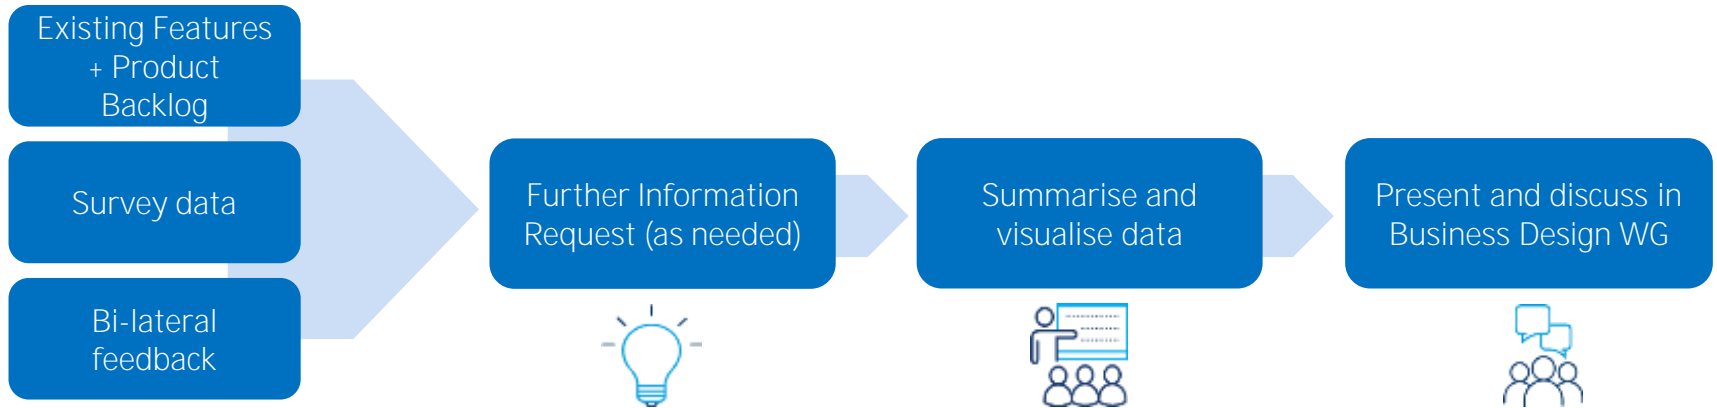 Existing Features
+ Product
Backlog
Survey data
Bi-lateral
feedback
Further Information
Request (as needed)
Summarise and
visualise data
Present and discuss in
Business Design WG